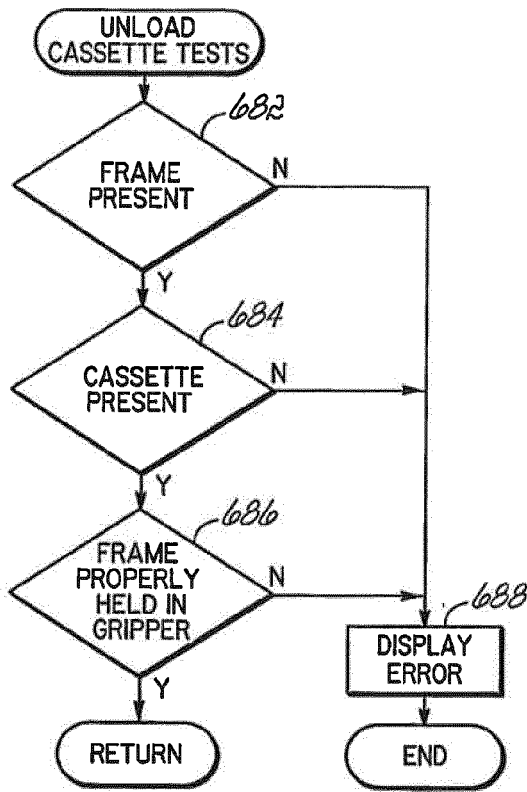 UNLOAD
CASSETTE TESTS
682
FRAME
PRESENT
N
Y
684
CASSETTE
PRESENT
N
Y
686
FRAME
PROPERLY
HELD IN
GRIPPER
N
Y
688
DISPLAY
ERROR
RETURN
END